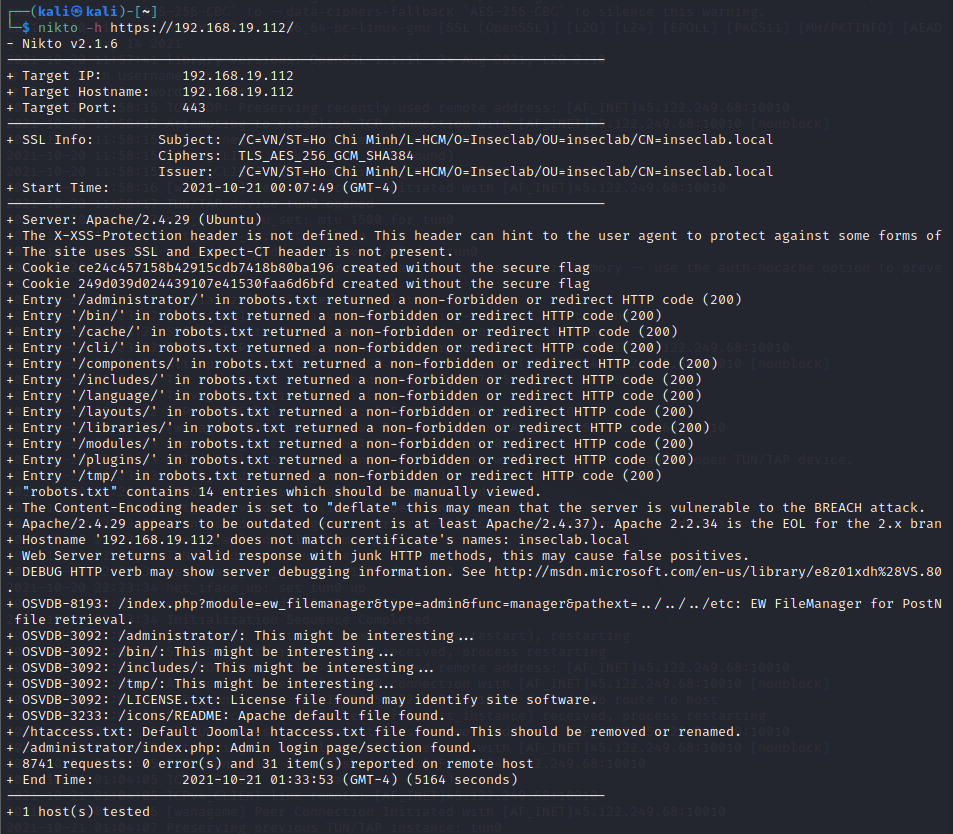 ┌──(kali㉿kali)-[~]
└─$ nikto -h https://192.168.19.112/
- Nikto v2.1.6
+ Target IP:          192.168.19.112
+ Target Hostname:    192.168.19.112
+ Target Port:        443
+ SSL Info:        Subject:  /C=VN/ST=Ho Chi Minh/L=HCM/O=Inseclab/OU=inseclab/CN=inseclab.local
                   Ciphers:  TLS_AES_256_GCM_SHA384
                   Issuer:   /C=VN/ST=Ho Chi Minh/L=HCM/O=Inseclab/OU=inseclab/CN=inseclab.local
+ Start Time:         2021-10-21 00:07:49 (GMT-4)
+ Server: Apache/2.4.29 (Ubuntu)
+ The X-XSS-Protection header is not defined. This header can hint to the user agent to protect against some forms of
+ The site uses SSL and Expect-CT header is not present.
+ Cookie ce24c457158b42915cdb7418b80ba196 created without the secure flag
+ Cookie 249d039d024439107e41530faa6d6bfd created without the secure flag
+ Entry '/administrator/' in robots.txt returned a non-forbidden or redirect HTTP code (200)
+ Entry '/bin/' in robots.txt returned a non-forbidden or redirect HTTP code (200)
+ Entry '/cache/' in robots.txt returned a non-forbidden or redirect HTTP code (200)
+ Entry '/cli/' in robots.txt returned a non-forbidden or redirect HTTP code (200)
+ Entry '/components/' in robots.txt returned a non-forbidden or redirect HTTP code (200)
+ Entry '/includes/' in robots.txt returned a non-forbidden or redirect HTTP code (200)
+ Entry '/language/' in robots.txt returned a non-forbidden or redirect HTTP code (200)
+ Entry '/layouts/' in robots.txt returned a non-forbidden or redirect HTTP code (200)
+ Entry '/libraries/' in robots.txt returned a non-forbidden or redirect HTTP code (200)
+ Entry '/modules/' in robots.txt returned a non-forbidden or redirect HTTP code (200)
+ Entry '/plugins/' in robots.txt returned a non-forbidden or redirect HTTP code (200)
+ Entry '/tmp/' in robots.txt returned a non-forbidden or redirect HTTP code (200)
+ "robots.txt" contains 14 entries which should be manually viewed.
+ The Content-Encoding header is set to "deflate" this may mean that the server is vulnerable to the BREACH attack.
+ Apache/2.4.29 appears to be outdated (current is at least Apache/2.4.37). Apache 2.2.34 is the EOL for the 2.x bran
+ Hostname '192.168.19.112' does not match certificate's names: inseclab.local
+ Web Server returns a valid response with junk HTTP methods, this may cause false positives.
+ DEBUG HTTP verb may show server debugging information. See http://msdn.microsoft.com/en-us/library/e8z01xdh%28VS.80
.
+ OSVDB-8193: /index.php?module=ew_filemanager&type=admin&func=manager&pathext=../../../etc: EW FileManager for PostN
 file retrieval.
+ OSVDB-3092: /administrator/: This might be interesting...
+ OSVDB-3092: /bin/: This might be interesting...
+ OSVDB-3092: /includes/: This might be interesting...
+ OSVDB-3092: /tmp/: This might be interesting...
+ OSVDB-3092: /LICENSE.txt: License file found may identify site software.
+ OSVDB-3233: /icons/README: Apache default file found.
+ /htaccess.txt: Default Joomla! htaccess.txt file found. This should be removed or renamed.
+ /administrator/index.php: Admin login page/section found.
+ 8741 requests: 0 error(s) and 31 item(s) reported on remote host
+ End Time:           2021-10-21 01:33:53 (GMT-4) (5164 seconds)
+ 1 host(s) tested